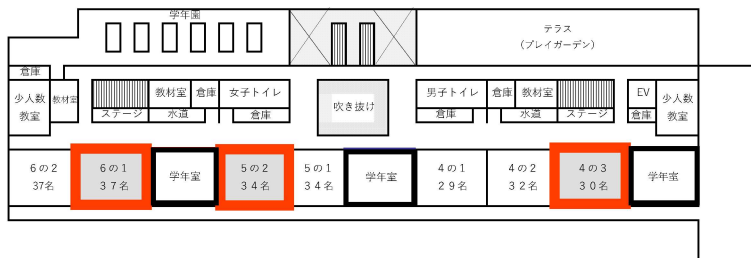 学年園
テラス
(プレイガーデン)
倉庫
少人数
教室
教材室
ステージ
教材室
水道
倉庫
女子トイレ
倉庫
吹き抜け
男子トイレ
倉庫
倉庫
教材室
水道
ステージ
EV
倉庫
少人数
教室
6の2
37名
6の1
37名
学年室
5の2
34名
5の1
34名
学年室
4の1
29名
4の2
32名
4の3
30名
学年室